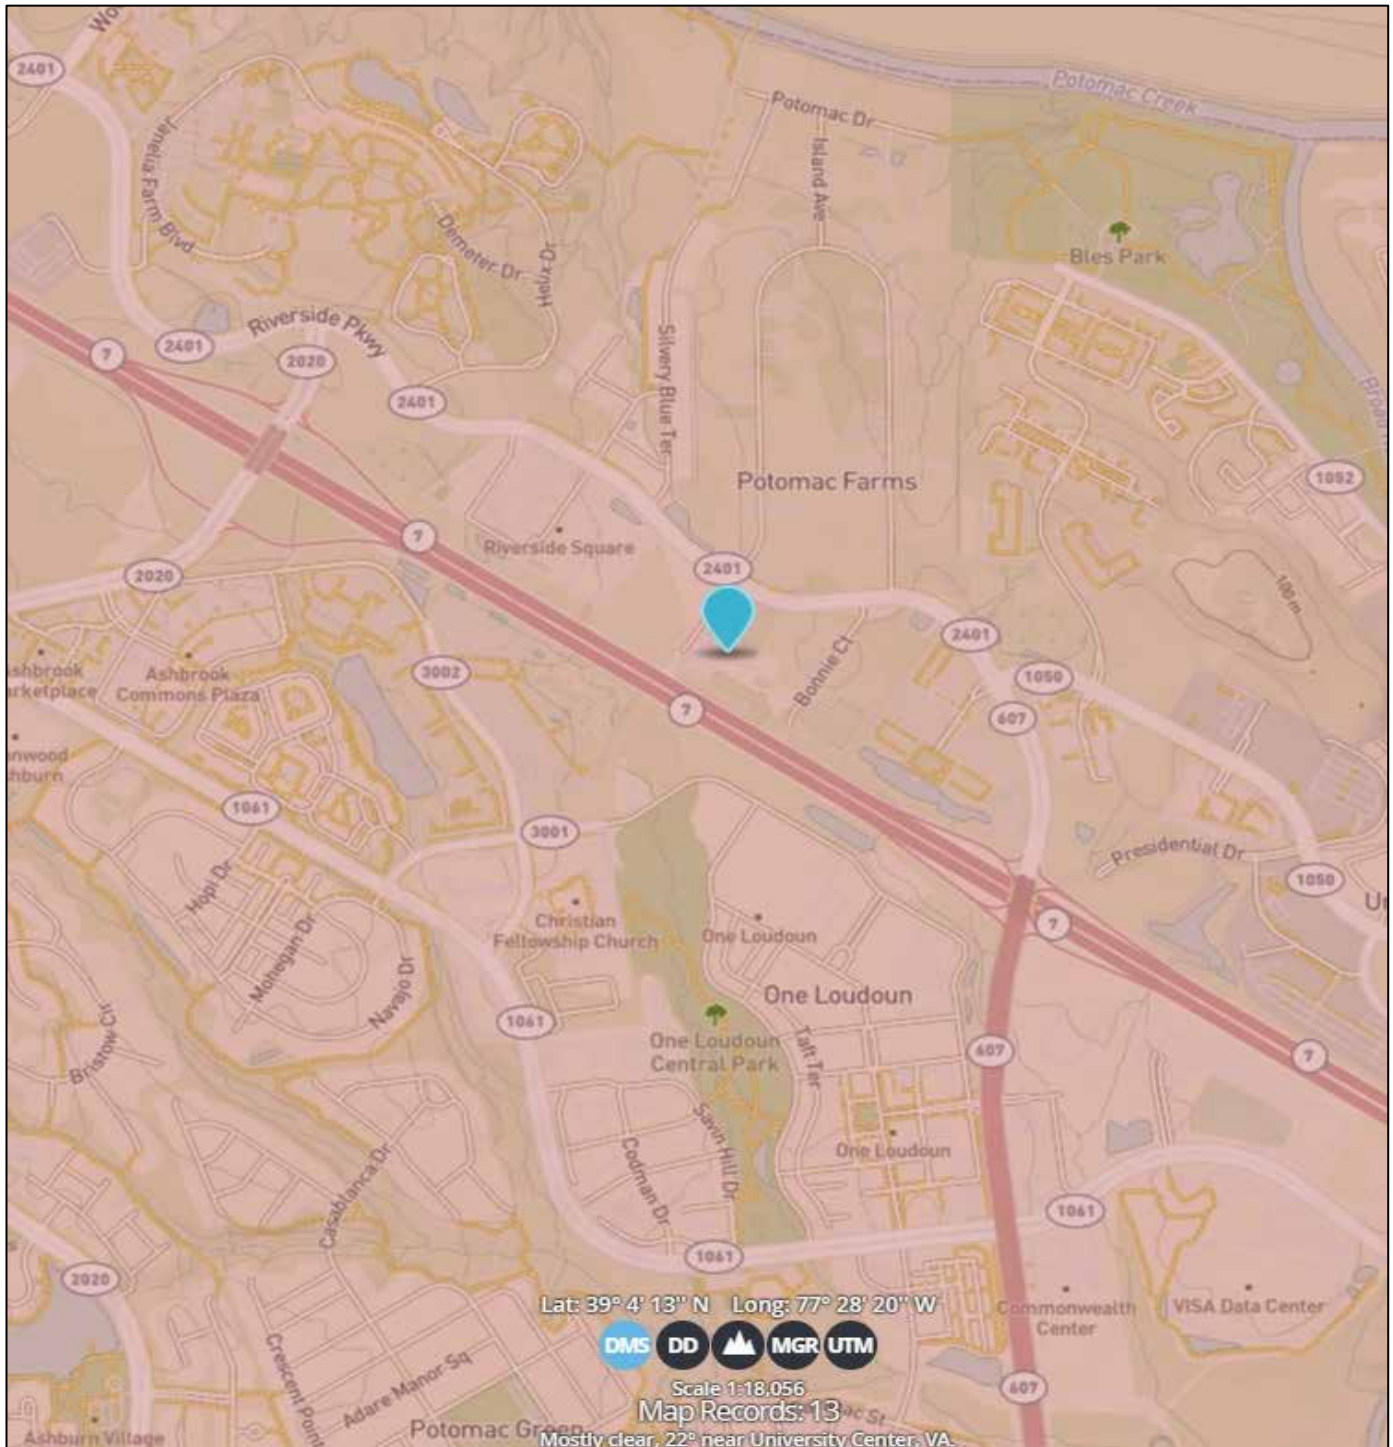 2401
Potomac Creek
Potomac Dr
Island Ave
Janelia Farm Blvd
Demeter Dr
Helix Dr
Bles Park
Riverside Pkwy
7
2401
2020
2401
Silvery Blue Ter
Potomac Farms
1052
7
Riverside Square
2401
2020
100 m
2401
Ashbrook
Commons Plaza
3002
Bonnie Ct
1050
7
607
1061
3001
Presidential Dr
1050
Hopi Dr
Mohegan Dr
Navajo Dr
Christian
Fellowship Church
One Loudoun
7
One Loudoun
1061
One Loudoun
Central Park
Taft Ter
607
7
Bristow Ct
Savin Hill Dr
Codman Dr
Casablanca Dr
One Loudoun
1061
1061
2020
Lat: 39° 4' 13" N Long: 77° 28' 20" W
Commonwealth
Center
VISA Data Center
DMS DD MGR UTM
Crescent Point
Adare Manor Sq
Scale 1:18,056
607
Map Records: 13
Potomac Green
Ashburn Village
Mostly clear, 22° near University Center, VA